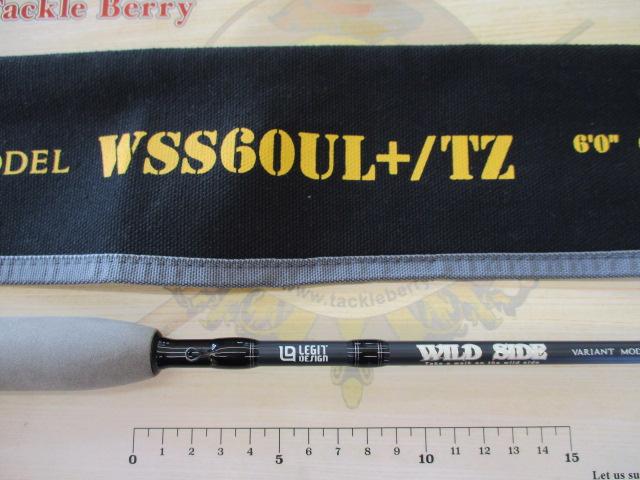 Tackle Berry
MODEL WSS60UL+/TZ 6'0"
www.tackleberry
LEGIT DESIGN WILD SIDE VARIANT MOD
Take a walk on the wild side
0 1 2 3 4 5 6 7 8 9 10 11 12 13 14 15
Let us su